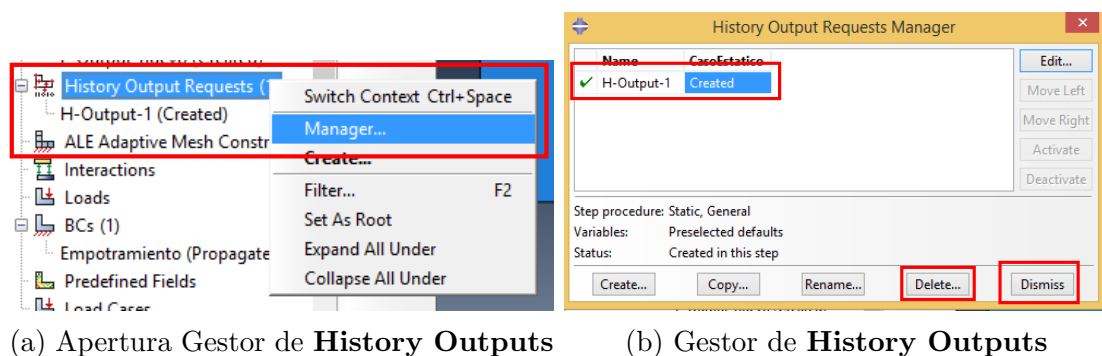 History Output Requests (
H-Output-1 (Created)
ALE Adaptive Mesh Constr
Interactions
Loads
BCs (1)
Empotramiento (Propagate
Predefined Fields
Load Cases
Switch Context Ctrl+Space
Manager...
Create...
Filter... F2
Set As Root
Expand All Under
Collapse All Under
(a) Apertura Gestor de History Outputs
History Output Requests Manager
Name CasoEstatico
H-Output-1 Created
Edit...
Move Left
Move Right
Activate
Deactivate
Step procedure: Static, General
Variables: Preselected defaults
Status: Created in this step
Create... Copy... Rename... Delete... Dismiss
(b) Gestor de History Outputs